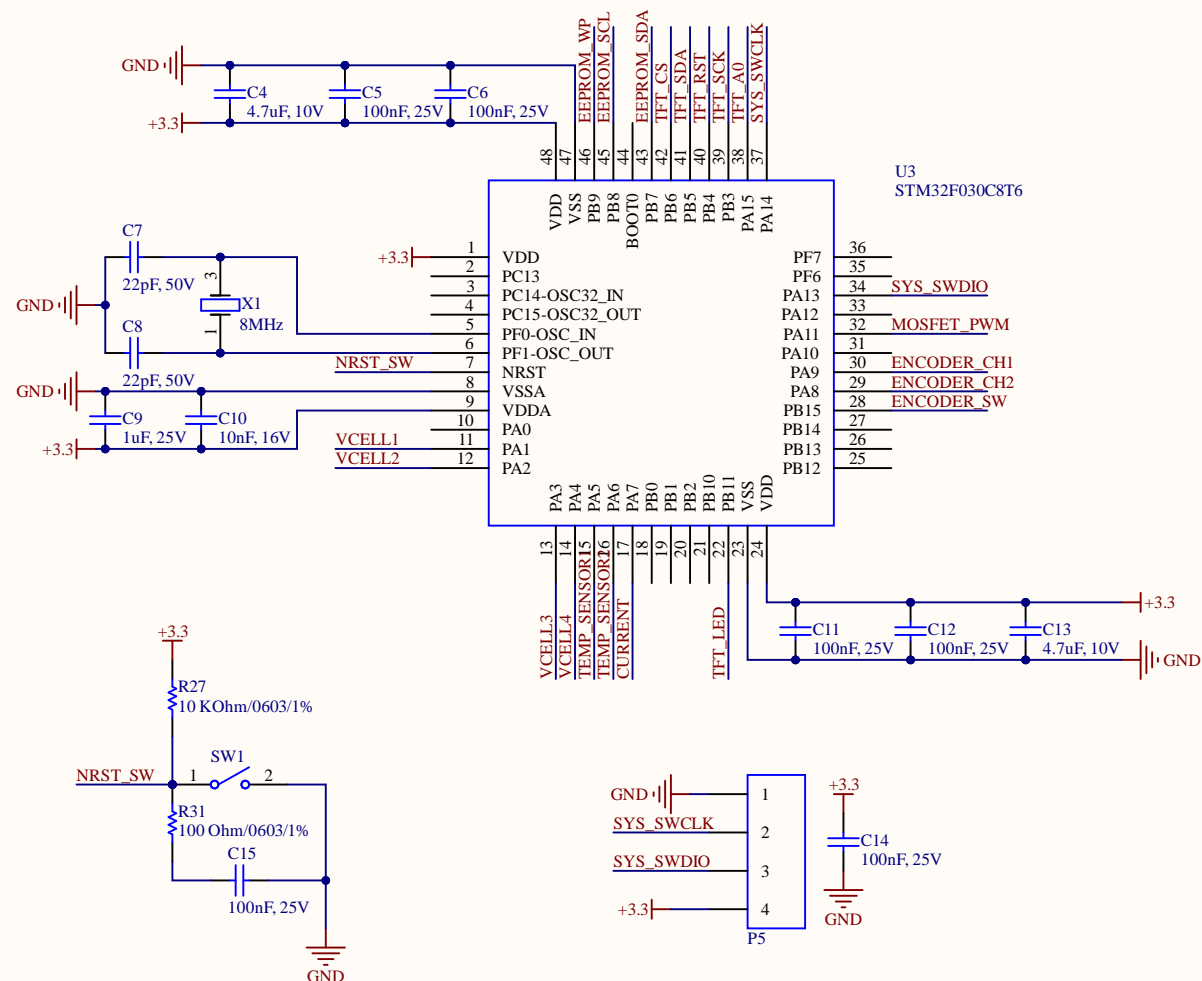 GND
C4
4.7uF, 10V
C5
100nF, 25V
C6
100nF, 25V
+3.3
EEPROM_WP
EEPROM_SCL
EEPROM_SDA
TFT_CS
TFT_SDA
TFT_RST
TFT_SCK
TFT_A0
SYS_SWCLK
48
47
46
45
44
43
42
41
40
39
38
37
VDD
VSS
PB9
PB8
BOOT0
PB7
PB6
PB5
PB4
PB3
PA15
PA14
U3
STM32F030C8T6
C7
22pF, 50V
GND
3
X1
8MHz
1
C8
22pF, 50V
+3.3
1 VDD
2 PC13
3 PC14-OSC32_IN
4 PC15-OSC32_OUT
5 PF0-OSC_IN
6 PF1-OSC_OUT
NRST_SW 7 NRST
8 VSSA
9 VDDA
10 PA0
VCELL1 11 PA1
VCELL2 12 PA2
GND
C9
1uF, 25V
C10
10nF, 16V
+3.3
PF7 36
PF6 35
PA13 34 SYS_SWDIO
PA12 33
PA11 32 MOSFET_PWM
PA10 31
PA9 30 ENCODER_CH1
PA8 29 ENCODER_CH2
PB15 28 ENCODER_SW
PB14 27
PB13 26
PB12 25
PA3
PA4
PA5
PA6
PA7
PB0
PB1
PB2
PB10
PB11
VSS
VDD
13
14
15
16
17
18
19
20
21
22
23
24
VCELL3
VCELL4
TEMP_SENSOR1
TEMP_SENSOR2
CURRENT
TFT_LED
C11
100nF, 25V
C12
100nF, 25V
C13
4.7uF, 10V
+3.3
GND
+3.3
R27
10 KOhm/0603/1%
NRST_SW
1
SW1
2
R31
100 Ohm/0603/1%
C15
100nF, 25V
GND
GND 1
SYS_SWCLK 2
SYS_SWDIO 3
+3.3 4
P5
+3.3
C14
100nF, 25V
GND